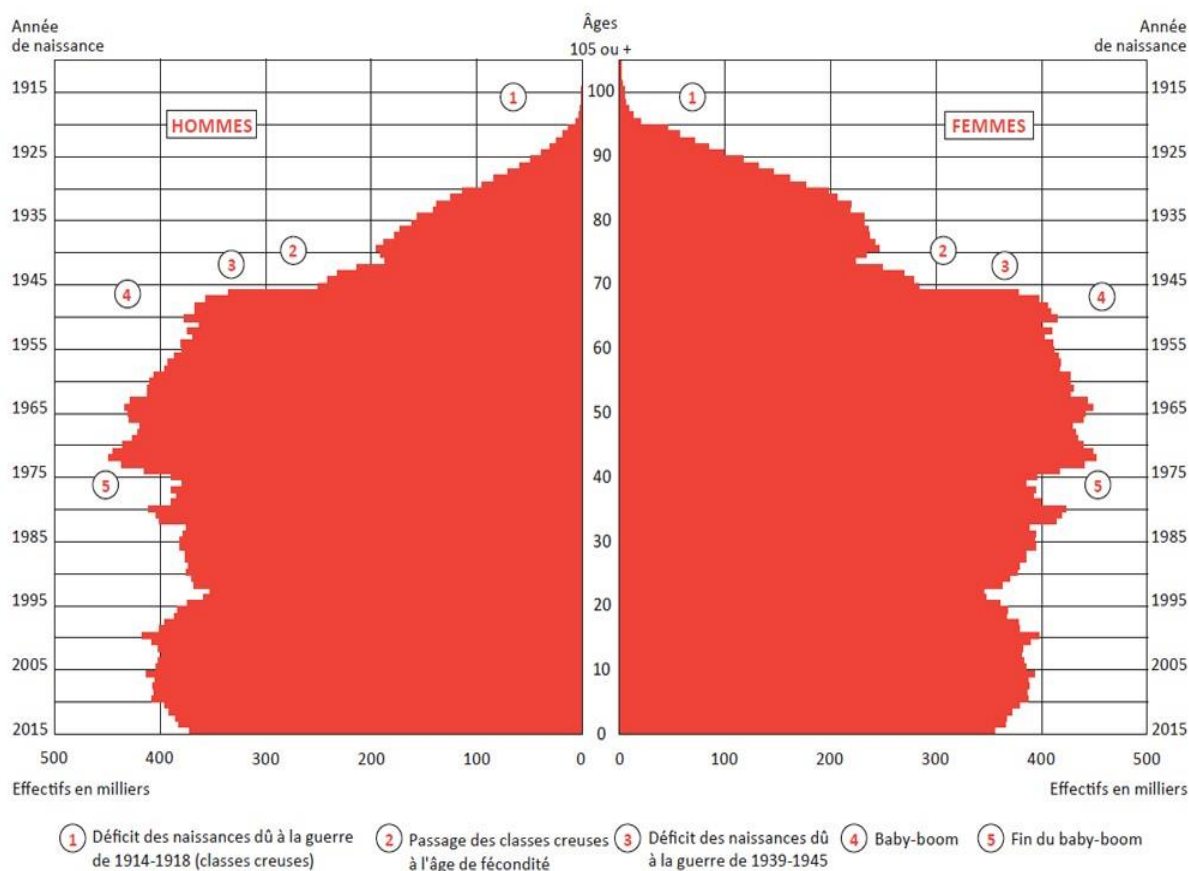 Année
de naissance
Âges
105 ou +
Année
de naissance
1915
100
1915
1
1
HOMMES
FEMMES
1925
90
1925
1935
80
1935
2
2
3
3
1945
70
1945
4
4
1955
60
1955
1965
50
1965
1975
40
1975
5
5
1985
30
1985
1995
20
1995
2005
10
2005
2015
0
2015
500 400 300 200 100 0
0 100 200 300 400 500
Effectifs en milliers
Effectifs en milliers
1 Déficit des naissances dû à la guerre
de 1914-1918 (classes creuses)
2 Passage des classes creuses
à l'âge de fécondité
3 Déficit des naissances dû
à la guerre de 1939-1945
4 Baby-boom
5 Fin du baby-boom